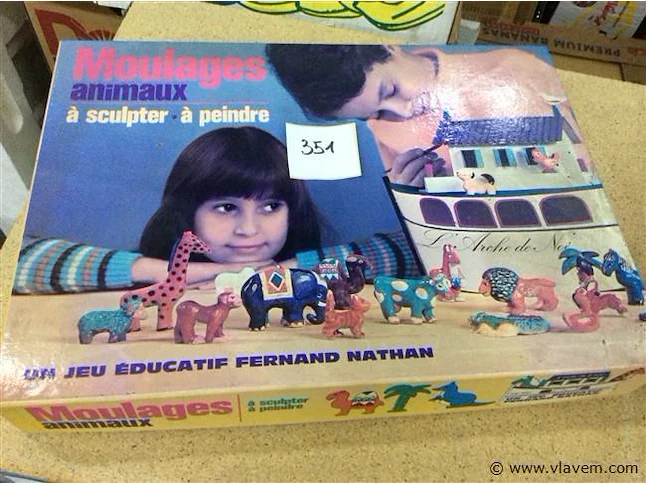 Moulages
animaux
à sculpter · à peindre
351
L'Arche de Noé
UN JEU ÉDUCATIF FERNAND NATHAN
Moulages
animaux
à sculpter
à peindre
PREMIUM BANANAS
© www.vlavem.com